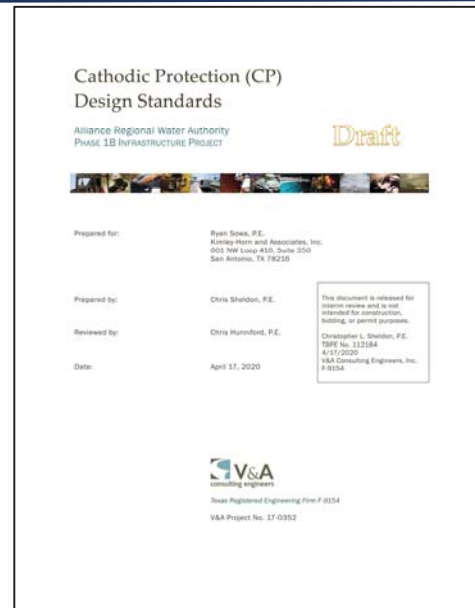 Cathodic Protection (CP)
Design Standards
Alliance Regional Water Authority
PHASE 1B INFRASTRUCTURE PROJECT
Draft
Prepared for:
Ryan Sowa, P.E.
Kimley-Horn and Associates, Inc.
601 NW Loop 410, Suite 350
San Antonio, TX 78216
Prepared by:
Chris Sheldon, P.E.
Reviewed by:
Chris Hunniford, P.E.
Date:
April 17, 2020
This document is released for
interim review and is not
intended for construction,
bidding, or permit purposes.
Christopher L. Sheldon, P.E.
TBPE No. 112184
4/17/2020
V&A Consulting Engineers, Inc.
F-9154
V&A
consulting engineers
Texas Registered Engineering Firm F-9154
V&A Project No. 17-0352